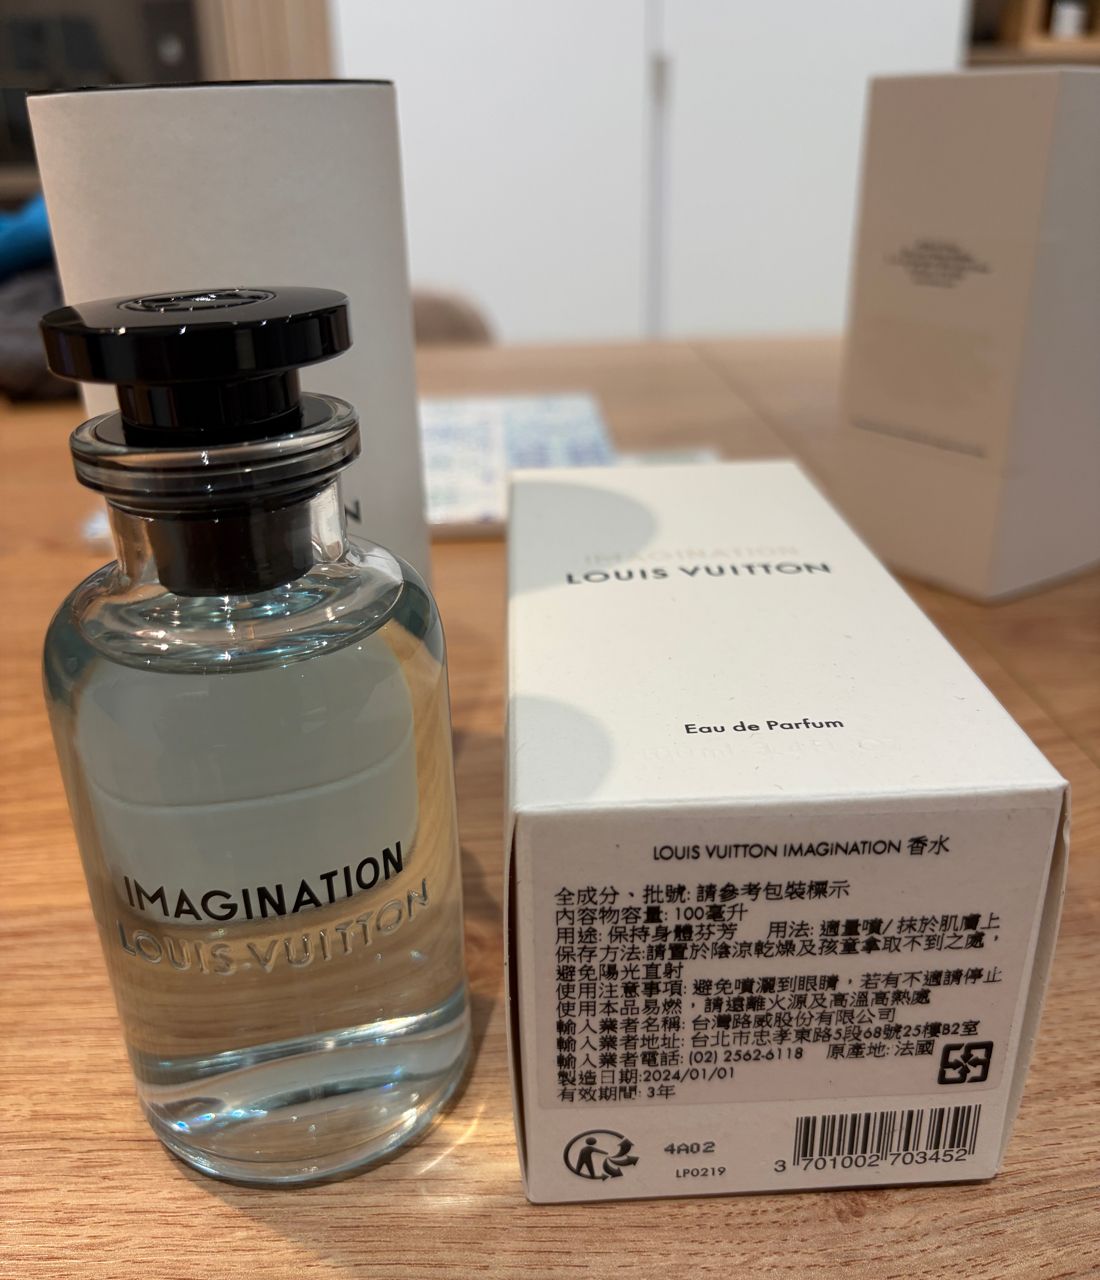 IMAGINATION
LOUIS VUITTON
N
IMAGINATION
LOUIS VUITTON
Eau de Parfum
LOUIS VUITTON IMAGINATION 香水
全成分、批號: 請參考包裝標示
內容物容量: 100毫升
用途: 保持身體芬芳 用法: 適量噴/ 抹於肌膚上
保存方法:請置於陰涼乾燥及孩童拿取不到之處，
避免陽光直射
使用注意事項: 避免噴灑到眼睛，若有不適請停止
使用本品易燃，請遠離火源及高溫高熱處
輸入業者名稱: 台灣路威股份有限公司
輸入業者地址: 台北市忠孝東路5段68號25樓B2室
輸入業者電話: (02) 2562-6118 原產地: 法國
製造日期:2024/01/01
有效期間: 3年
4A02
LP0219
3 701002 703452